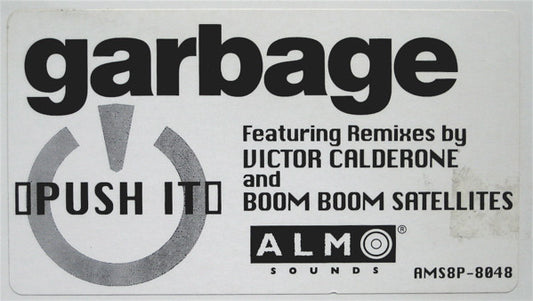 garbage
Featuring Remixes by
VICTOR CALDERONE
and
▯PUSH IT▯
BOOM BOOM SATELLITES
ALMO®
SOUNDS
AMS8P-8048